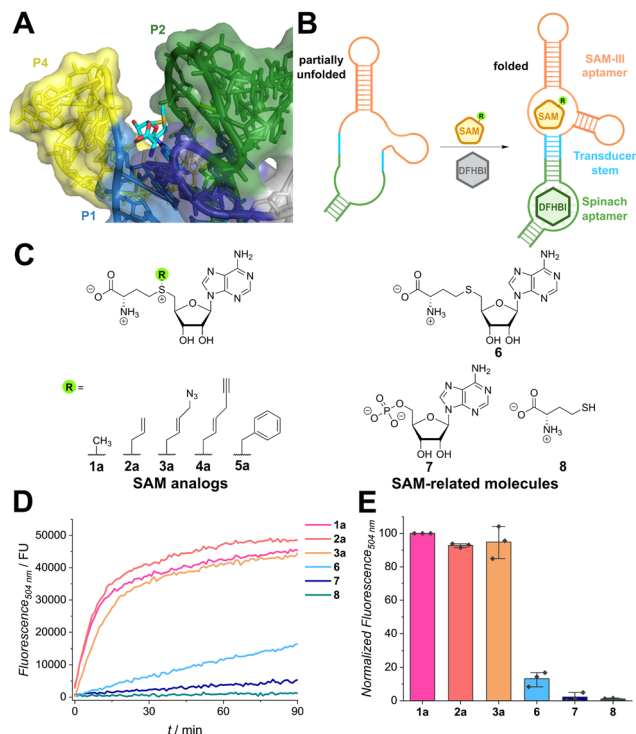 A
P4
P2
P1
B
partially
unfolded
SAM
R
DFHBI
folded
SAM
R
DFHBI
SAM-III
aptamer
Transducer
stem
Spinach
aptamer
C
R
NH₂
O
⊖O
NH₃
⊕
S
⊕
O
N
N
N
N
OH OH
NH₂
O
⊖O
NH₃
⊕
S
O
N
N
N
N
OH OH
6
R =
CH₃
N₃
1a 2a 3a 4a 5a
SAM analogs
NH₂
O
⊖O
P
O
O⊖
O
N
N
N
N
OH OH
7
O
⊖O
SH
NH₃
⊕
8
SAM-related molecules
D
Fluorescence504 nm / FU
50000
40000
30000
20000
10000
0
0 30 60 90
t / min
1a
2a
3a
6
7
8
E
Normalized Fluorescence504 nm
100
80
60
40
20
0
1a 2a 3a 6 7 8